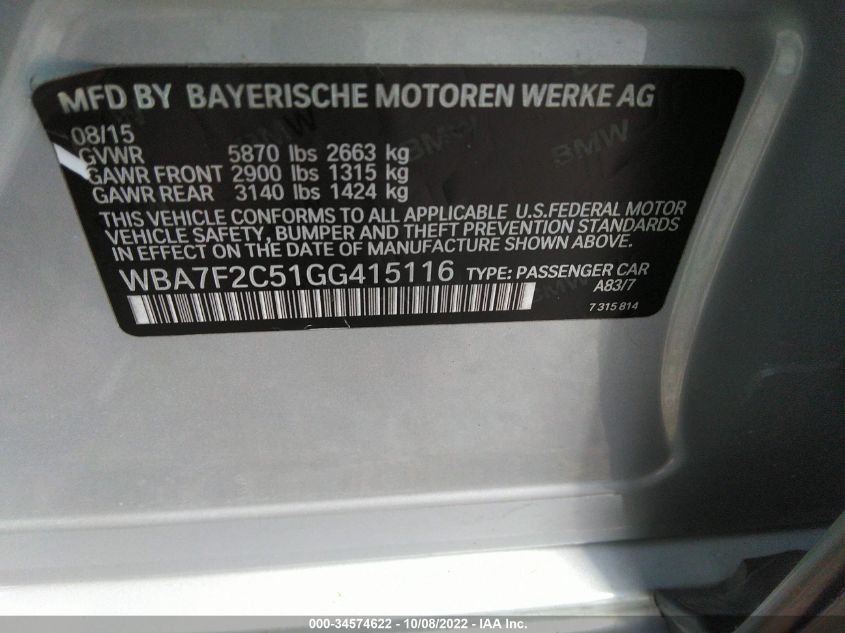 MFD BY BAYERISCHE MOTOREN WERKE AG
08/15
GVWR 5870 lbs 2663 kg
GAWR FRONT 2900 lbs 1315 kg
GAWR REAR 3140 lbs 1424 kg
THIS VEHICLE CONFORMS TO ALL APPLICABLE U.S.FEDERAL MOTOR
VEHICLE SAFETY, BUMPER AND THEFT PREVENTION STANDARDS
IN EFFECT ON THE DATE OF MANUFACTURE SHOWN ABOVE.
WBA7F2C51GG415116 TYPE: PASSENGER CAR
A83/7
7 315 814
BMW
BMW
BMW
000-34574622 - 10/08/2022 - IAA Inc.